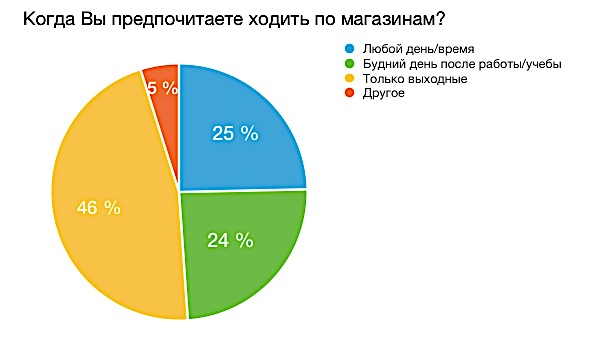 Когда Вы предпочитаете ходить по магазинам?
Любой день/время
Будний день после работы/учебы
Только выходные
Другое
5 %
25 %
46 %
24 %